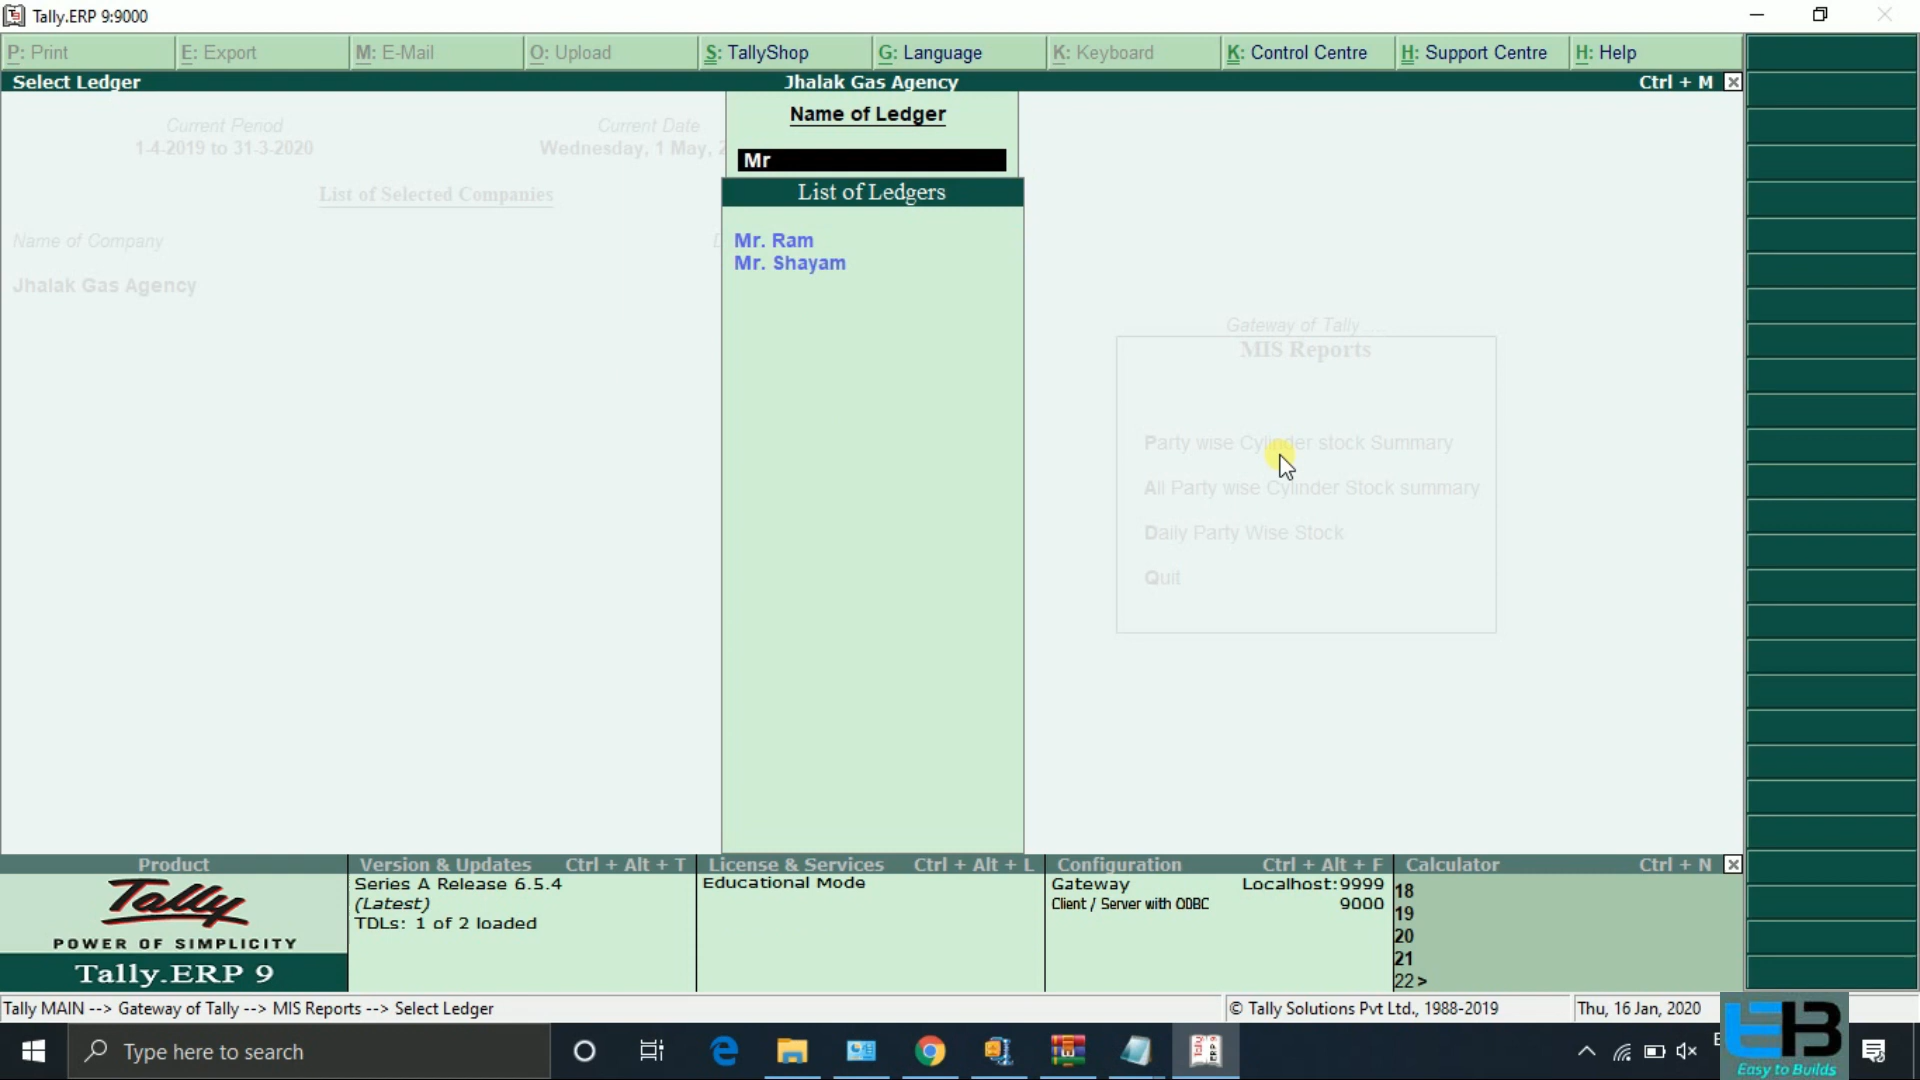 Tally.ERP 9:9000
P: Print E: Export M: E-Mail O: Upload S: TallyShop G: Language K: Keyboard K: Control Centre H: Support Centre H: Help
Select Ledger Jhalak Gas Agency Ctrl + M
Name of Ledger
Current Period Current Date
1-4-2019 to 31-3-2020 Wednesday, 1 May, 2
Mr
List of Selected Companies
List of Ledgers
Name of Company
Mr. Ram
Mr. Shayam
Jhalak Gas Agency
Gateway of Tally
MIS Reports
Party wise Cylinder stock Summary
All Party wise Cylinder Stock summary
Daily Party Wise Stock
Quit
Product
Tally
POWER OF SIMPLICITY
Tally.ERP 9
Version & Updates Ctrl + Alt + T
Series A Release 6.5.4
(Latest)
TDLs: 1 of 2 loaded
License & Services Ctrl + Alt + L
Educational Mode
Configuration Ctrl + Alt + F
Gateway Localhost:9999
Client / Server with ODBC 9000
Calculator Ctrl + N
18
19
20
21
22 >
Tally MAIN --> Gateway of Tally --> MIS Reports --> Select Ledger © Tally Solutions Pvt Ltd., 1988-2019 Thu, 16 Jan, 2020
Type here to search
EB
Easy to Builds